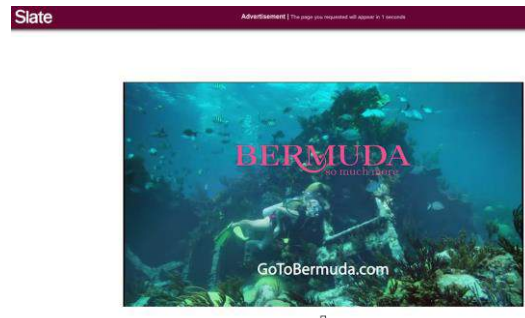 Slate
Advertisement | The page you requested will appear in 1 seconds
BERMUDA
so much more
GoToBermuda.com